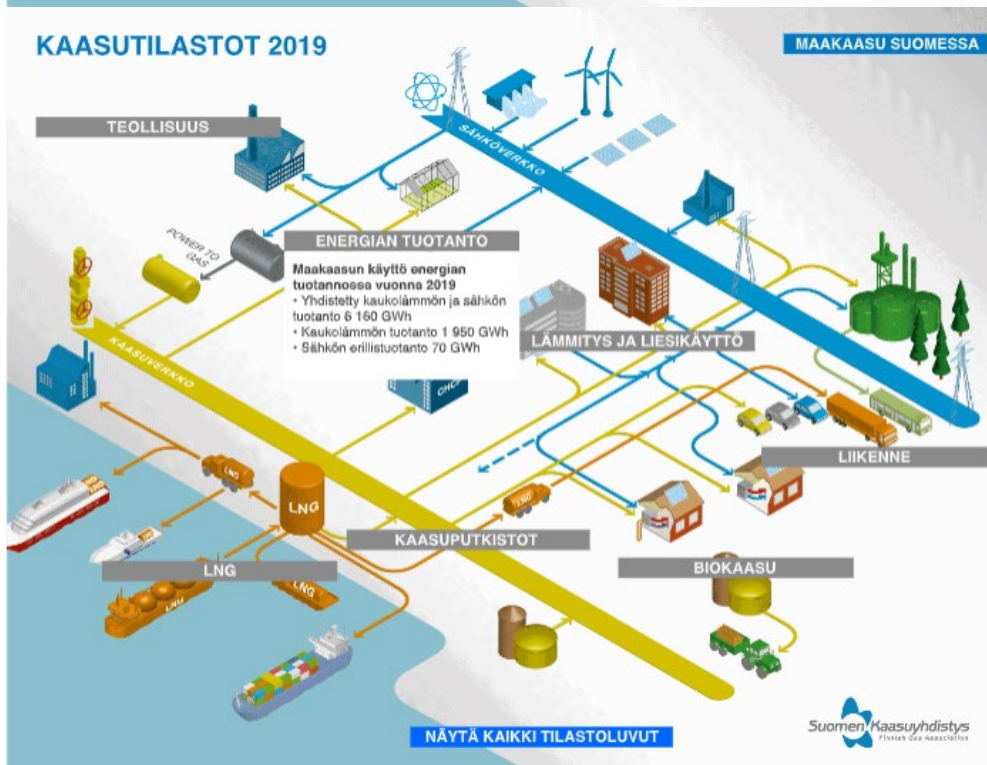 KAASUTILASTOT 2019
MAAKAASU SUOMESSA
TEOLLISUUS
SÄHKÖVERKKO
POWER TO
GAS
ENERGIAN TUOTANTO
Maakaasun käyttö energian
tuotannossa vuonna 2019
• Yhdistetty kaukolämmön ja sähkön
tuotanto 6 160 GWh
• Kaukolämmön tuotanto 1 950 GWh
• Sähkön erillistuotanto 70 GWh
LÄMMITYS JA LIESIKÄYTTÖ
KAASUVERKKO
CHCP
LIIKENNE
LNG
LNG
LNG
KAASUPUTKISTOT
LNG
BIOKAASU
LNG
LNG
NÄYTÄ KAIKKI TILASTOLUVUT
Suomen Kaasuyhdistys
Finnish Gas Association